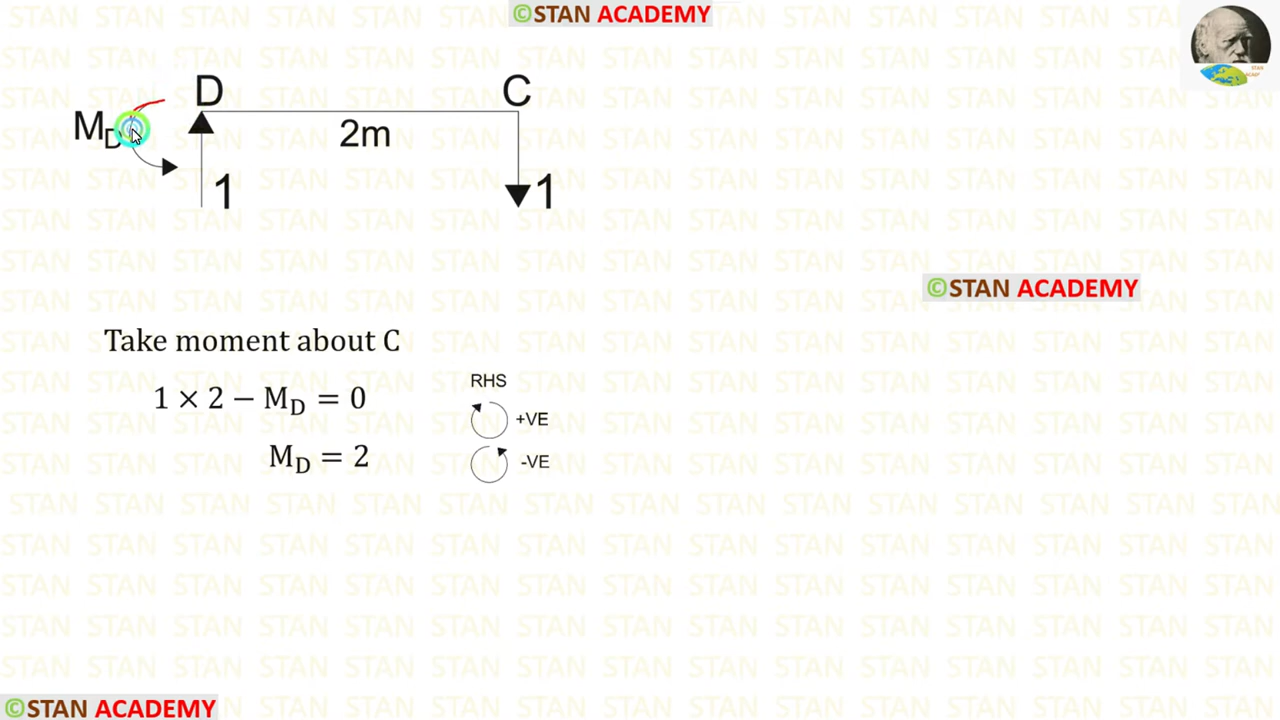 ©STAN ACADEMY
D C
M_D 2m
1 1
©STAN ACADEMY
Take moment about C
1 × 2 − M_D = 0
M_D = 2
RHS
+VE
-VE
©STAN ACADEMY